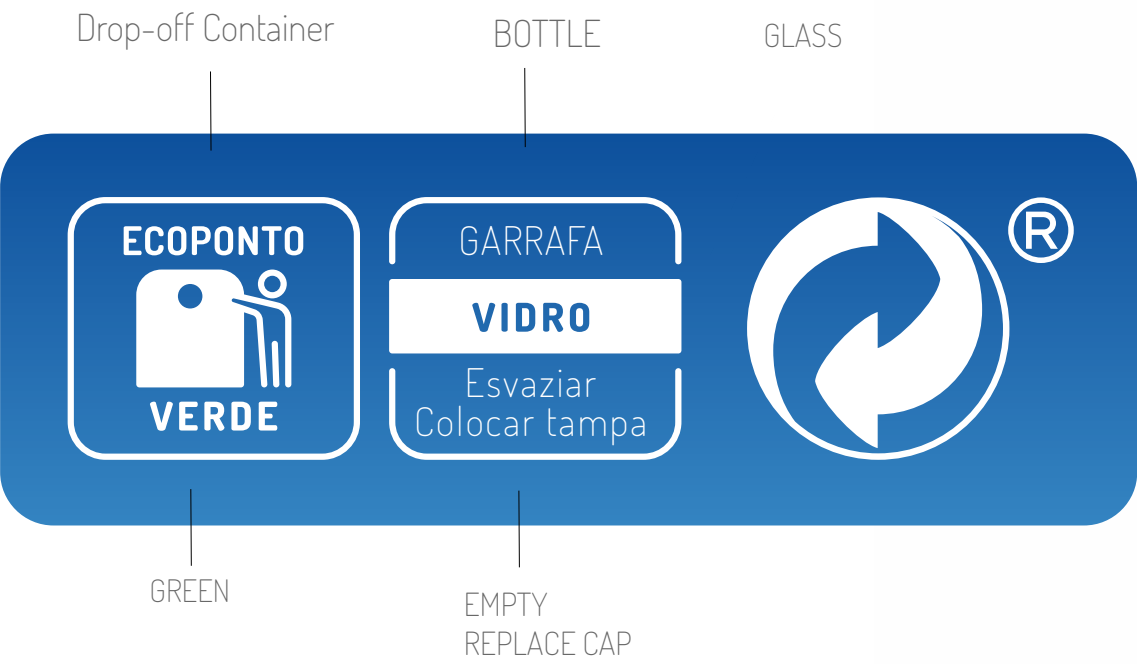 Drop-off Container
BOTTLE
GLASS
ECOPONTO
VERDE
GARRAFA
VIDRO
Esvaziar
Colocar tampa
®
GREEN
EMPTY
REPLACE CAP